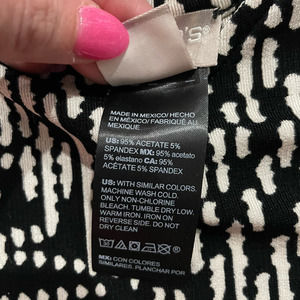 'S
MADE IN MEXICO/HECHO
EN MÉXICO/FABRIQUÉ AU
MEXIQUE
US: 95% ACETATE 5%
SPANDEX MX: 95% acetato
5% elastano CA: 95%
ACÉTATE 5% SPANDEX
US: WITH SIMILAR COLORS.
MACHINE WASH COLD.
ONLY NON-CHLORINE
BLEACH. TUMBLE DRY LOW.
WARM IRON. IRON ON
REVERSE SIDE. DO NOT
DRY CLEAN
MX: CON COLORES
SIMILARES. PLANCHAR POR